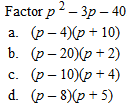 Factor p² – 3p – 40
a. (p – 4)(p + 10)
b. (p – 20)(p + 2)
c. (p – 10)(p + 4)
d. (p – 8)(p + 5)